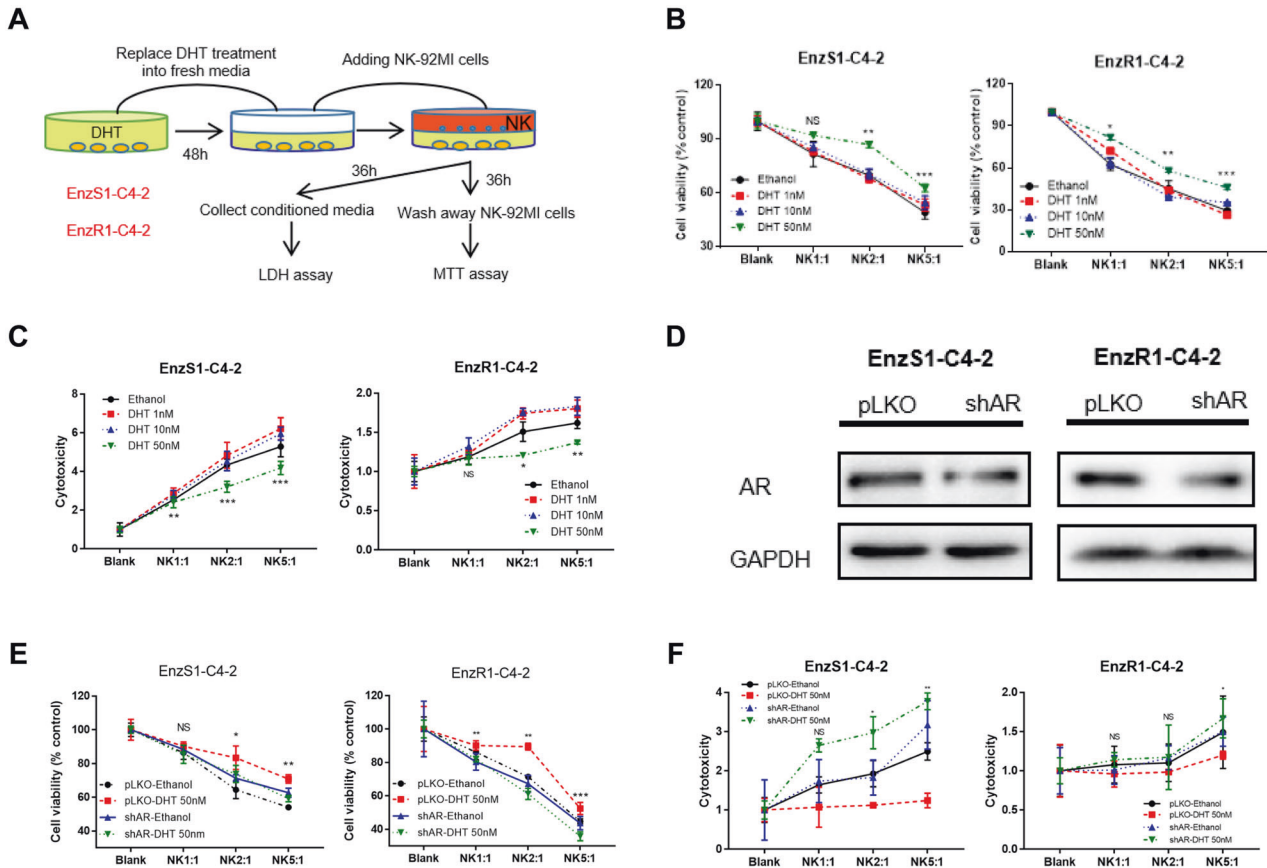 A
Replace DHT treatment
into fresh media
Adding NK-92MI cells
DHT
NK
48h
36h
36h
EnzS1-C4-2
EnzR1-C4-2
Collect conditioned media
Wash away NK-92MI cells
LDH assay
MTT assay
B
EnzS1-C4-2
Cell viability (% control)
120
90
60
30
NS
**
***
Ethanol
DHT 1nM
DHT 10nM
DHT 50nM
Blank
NK1:1
NK2:1
NK5:1
EnzR1-C4-2
Cell viability (% control)
120
90
60
30
0
*
**
***
Ethanol
DHT 1nM
DHT 10nM
DHT 50nM
Blank
NK1:1
NK2:1
NK5:1
C
EnzS1-C4-2
Cytotoxicity
8
6
4
2
0
Ethanol
DHT 1nM
DHT 10nM
DHT 50nM
**
***
***
Blank
NK1:1
NK2:1
NK5:1
EnzR1-C4-2
Cytotoxicity
2.0
1.5
1.0
0.5
0.0
NS
*
**
Ethanol
DHT 1nM
DHT 10nM
DHT 50nM
Blank
NK1:1
NK2:1
NK5:1
D
EnzS1-C4-2
EnzR1-C4-2
pLKO
shAR
pLKO
shAR
AR
GAPDH
E
EnzS1-C4-2
Cell viability (% control)
120
100
80
60
40
NS
*
**
pLKO-Ethanol
pLKO-DHT 50nM
shAR-Ethanol
shAR-DHT 50nm
Blank
NK1:1
NK2:1
NK5:1
EnzR1-C4-2
Cell viability (% control)
120
100
80
60
40
**
**
***
pLKO-Ethanol
pLKO-DHT 50nM
shAR-Ethanol
shAR-DHT 50nM
Blank
NK1:1
NK2:1
NK5:1
F
EnzS1-C4-2
Cytotoxicity
5
4
3
2
1
0
pLKO-Ethanol
pLKO-DHT 50nM
shAR-Ethanol
shAR-DHT 50nM
NS
*
**
Blank
NK1:1
NK2:1
NK5:1
EnzR1-C4-2
Cytotoxicity
2.0
1.5
1.0
0.5
0.0
NS
NS
*
pLKO-Ethanol
pLKO-DHT 50nM
shAR-Ethanol
shAR-DHT 50nM
Blank
NK1:1
NK2:1
NK5:1